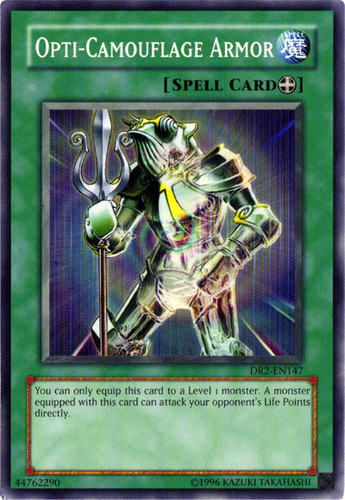 OPTI-CAMOUFLAGE ARMOR
SPELL
魔
[SPELL CARD]
DR2-EN147
You can only equip this card to a Level 1 monster. A monster
equipped with this card can attack your opponent's Life Points
directly.
44762290
©1996 KAZUKI TAKAHASHI